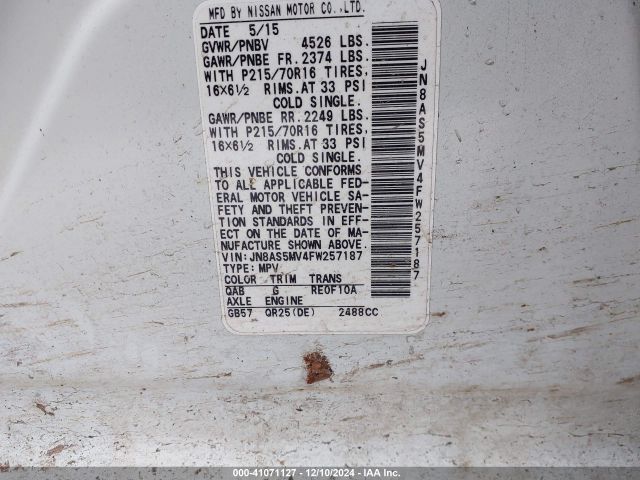 MFD BY NISSAN MOTOR CO.,LTD.
DATE 5/15
GVWR/PNBV 4526 LBS.
GAWR/PNBE FR. 2374 LBS.
WITH P215/70R16 TIRES,
16X6½ RIMS. AT 33 PSI
COLD SINGLE.
GAWR/PNBE RR. 2249 LBS.
WITH P215/70R16 TIRES,
16X6½ RIMS. AT 33 PSI
COLD SINGLE.
THIS VEHICLE CONFORMS
TO ALL APPLICABLE FED-
ERAL MOTOR VEHICLE SA-
FETY AND THEFT PREVEN-
TION STANDARDS IN EFF-
ECT ON THE DATE OF MA-
NUFACTURE SHOWN ABOVE.
VIN: JN8AS5MV4FW257187
TYPE: MPV
COLOR TRIM TRANS
QAB G RE0F10A
AXLE ENGINE
GB57 QR25(DE) 2488CC
JN8AS5MV4FW257187
000-41071127 - 12/10/2024 - IAA Inc.